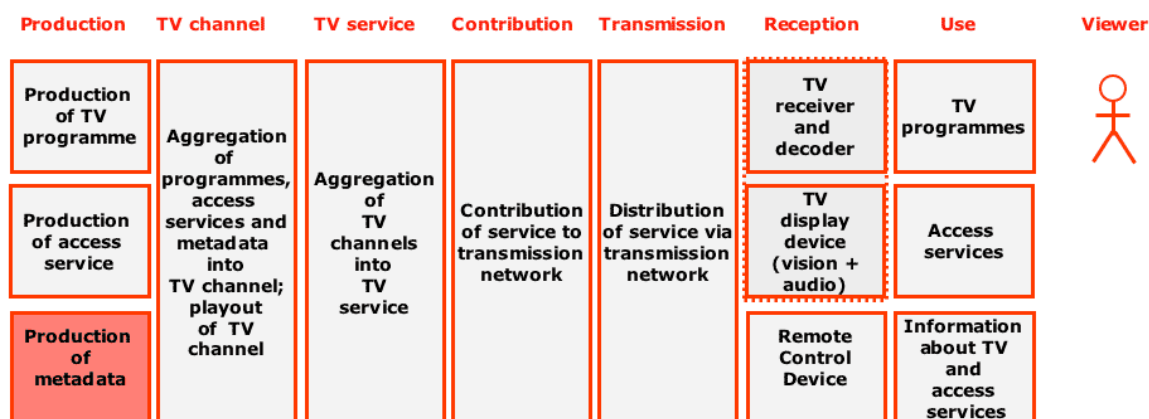 Production
TV channel
TV service
Contribution
Transmission
Reception
Use
Viewer
Production
of TV
programme
Production
of access
service
Production
of
metadata
Aggregation
of
programmes,
access
services and
metadata
into
TV channel;
playout
of TV
channel
Aggregation
of
TV
channels
into
TV
service
Contribution
of service to
transmission
network
Distribution
of service via
transmission
network
TV
receiver
and
decoder
TV
display
device
(vision +
audio)
Remote
Control
Device
TV
programmes
Access
services
Information
about TV
and
access
services